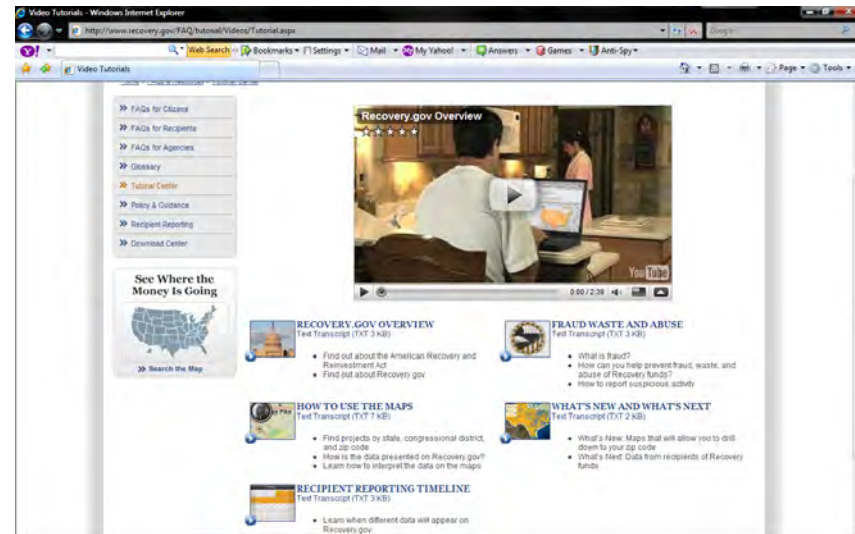 Video Tutorials - Windows Internet Explorer
http://www.recovery.gov/FAQ/tutorial/Videos/Tutorial.aspx
Google
Y! Web Search Bookmarks Settings Mail My Yahoo! Answers Games Anti-Spy
Video Tutorials Page Tools
FAQs for Citizens
FAQs for Recipients
FAQs for Agencies
Glossary
Tutorial Center
Policy & Guidance
Recipient Reporting
Download Center
See Where the
Money Is Going
Search the Map
Recovery.gov Overview
YouTube
0:00 / 2:39
RECOVERY.GOV OVERVIEW
Text Transcript (TXT 3 KB)
Find out about the American Recovery and
Reinvestment Act
Find out about Recovery.gov
FRAUD WASTE AND ABUSE
Text Transcript (TXT 3 KB)
What is fraud?
How can you help prevent fraud, waste, and
abuse of Recovery funds?
How to report suspicious activity
HOW TO USE THE MAPS
Text Transcript (TXT 7 KB)
Find projects by state, congressional district,
and zip code
How is the data presented on Recovery.gov?
Learn how to interpret the data on the maps
WHAT'S NEW AND WHAT'S NEXT
Text Transcript (TXT 2 KB)
What's New: Maps that will allow you to drill
down to your zip code
What's Next: Data from recipients of Recovery
funds
RECIPIENT REPORTING TIMELINE
Text Transcript (TXT 3 KB)
Learn when different data will appear on
Recovery.gov